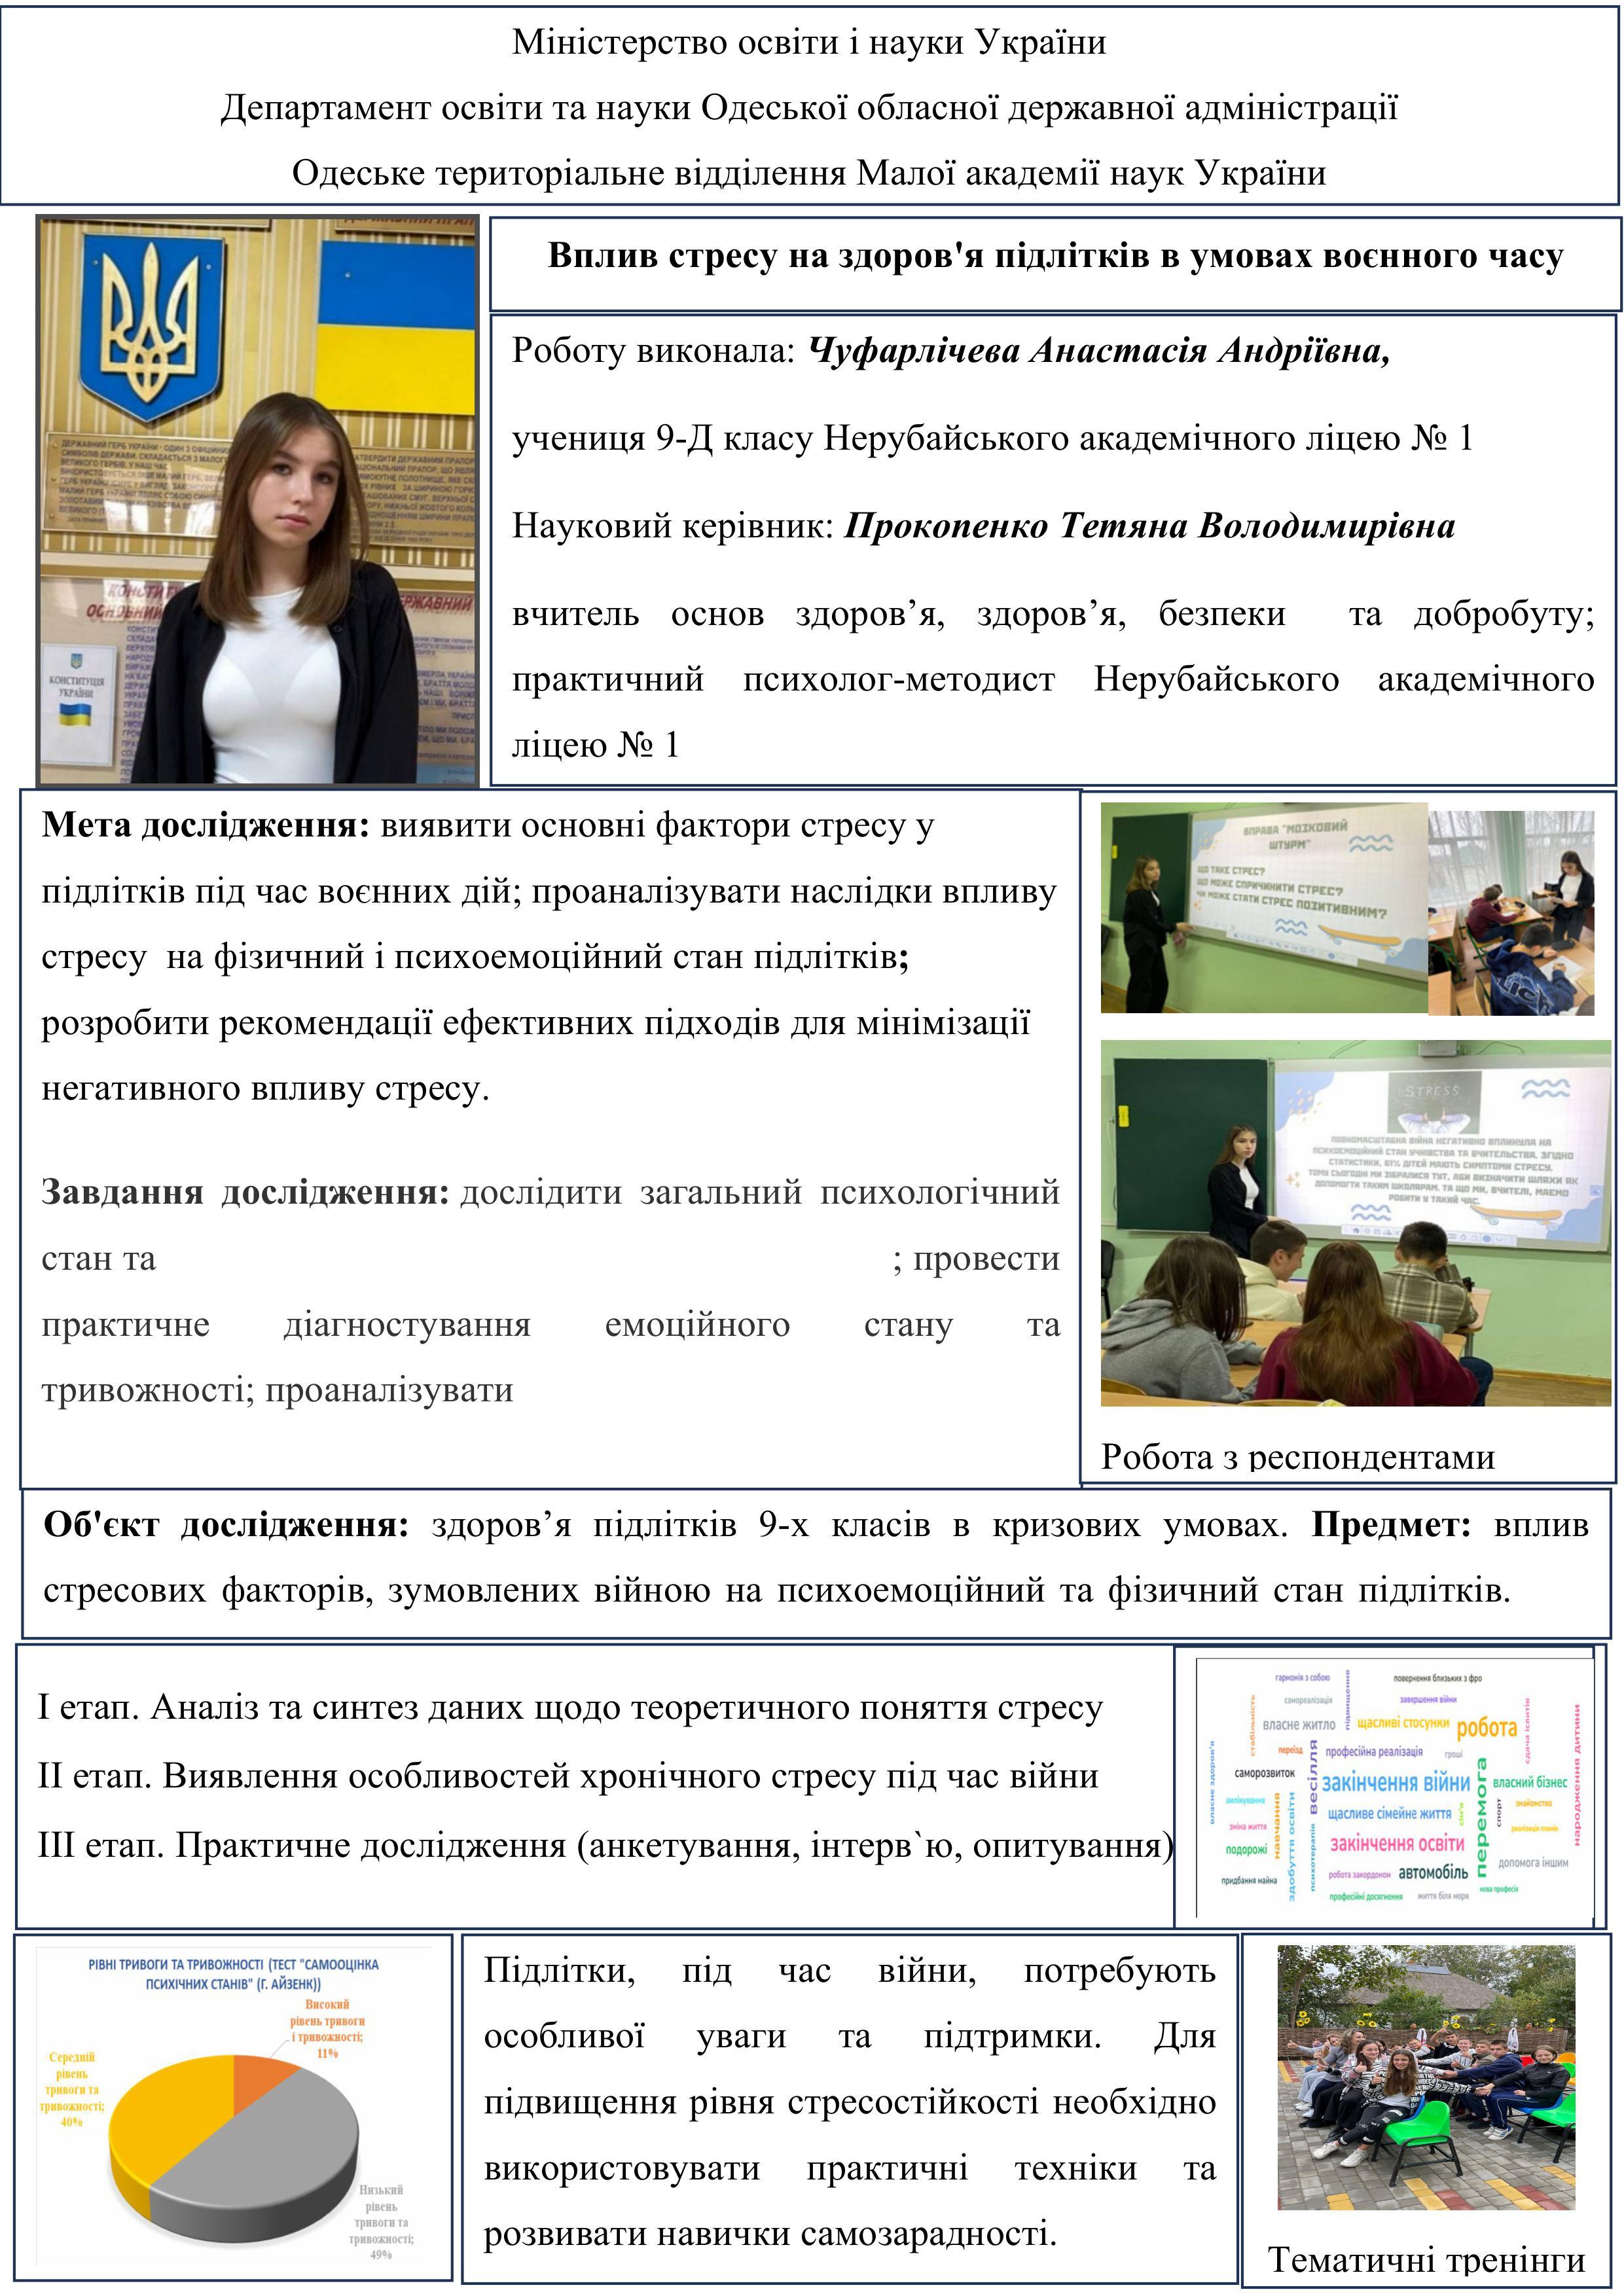 Міністерство освіти і науки України
Департамент освіти та науки Одеської обласної державної адміністрації
Одеське територіальне відділення Малої академії наук України
Вплив стресу на здоров'я підлітків в умовах воєнного часу
Роботу виконала: Чуфарлічева Анастасія Андріївна,
учениця 9-Д класу Нерубайського академічного ліцею № 1
Науковий керівник: Прокопенко Тетяна Володимирівна
вчитель основ здоров’я, здоров’я, безпеки та добробуту;
практичний психолог-методист Нерубайського академічного
ліцею № 1
КОНСТИТУЦІЯ
УКРАЇНИ
Мета дослідження: виявити основні фактори стресу у
підлітків під час воєнних дій; проаналізувати наслідки впливу
стресу на фізичний і психоемоційний стан підлітків;
розробити рекомендації ефективних підходів для мінімізації
негативного впливу стресу.
Завдання дослідження: дослідити загальний психологічний
стан та ; провести
практичне діагностування емоційного стану та
тривожності; проаналізувати
ВПРАВА "МОЗКОВИЙ
ШТУРМ"
ЩО ТАКЕ СТРЕС?
ЩО МОЖЕ СПРИЧИНИТИ СТРЕС?
ЧИ МОЖЕ СТАТИ СТРЕС ПОЗИТИВНИМ?
STRESS
ПОВНОМАСШТАБНА ВІЙНА НЕГАТИВНО ВПЛИНУЛА НА
ПСИХОЕМОЦІЙНИЙ СТАН УЧНІВСТВА ТА ВЧИТЕЛЬСТВА. ЗГІДНО
СТАТИСТИКИ, 61% ДІТЕЙ МАЮТЬ СИМПТОМИ СТРЕСУ.
ТОМУ СЬОГОДНІ МИ ЗІБРАЛИСЯ ТУТ, АБИ ВИЗНАЧИТИ ШЛЯХИ ЯК
ДОПОМОГТИ ТАКИМ ШКОЛЯРАМ. ТА ЩО МИ, ВЧИТЕЛІ, МАЄМО
РОБИТИ У ТАКИЙ ЧАС.
Робота з респондентами
Об'єкт дослідження: здоров’я підлітків 9-х класів в кризових умовах. Предмет: вплив
стресових факторів, зумовлених війною на психоемоційний та фізичний стан підлітків.
І етап. Аналіз та синтез даних щодо теоретичного поняття стресу
ІІ етап. Виявлення особливостей хронічного стресу під час війни
ІІІ етап. Практичне дослідження (анкетування, інтерв`ю, опитування)
гармонія з собою
повернення близьких з фро
самореалізація
підвищення
завершення війни
стабільність
власне житло
щасливі стосунки
робота
сдача ісвитів
народження дитини
власне здоров'я
переїзд
професійна реалізація
гроші
саморозвиток
весілля
закінчення війни
перемога
власний бізнес
вилікування
навчання
здобуття освіти
щасливе сімейне життя
сім'я
спорт
знайомство
зміна життя
психотерапія
закінчення освіти
реалізація планів
подорожі
робота закордоном
автомобіль
допомога іншим
придбання майна
професійні досягнення
життя біля моря
нова професія
РІВНІ ТРИВОГИ ТА ТРИВОЖНОСТІ (ТЕСТ "САМООЦІНКА
ПСИХІЧНИХ СТАНІВ" (Г. АЙЗЕНК))
Високий
рівень тривоги
і тривожності;
11%
Середній
рівень
тривоги та
тривожності;
40%
Низький
рівень
тривоги та
тривожності;
49%
Підлітки, під час війни, потребують
особливої уваги та підтримки. Для
підвищення рівня стресостійкості необхідно
використовувати практичні техніки та
розвивати навички самозарадності.
Тематичні тренінги